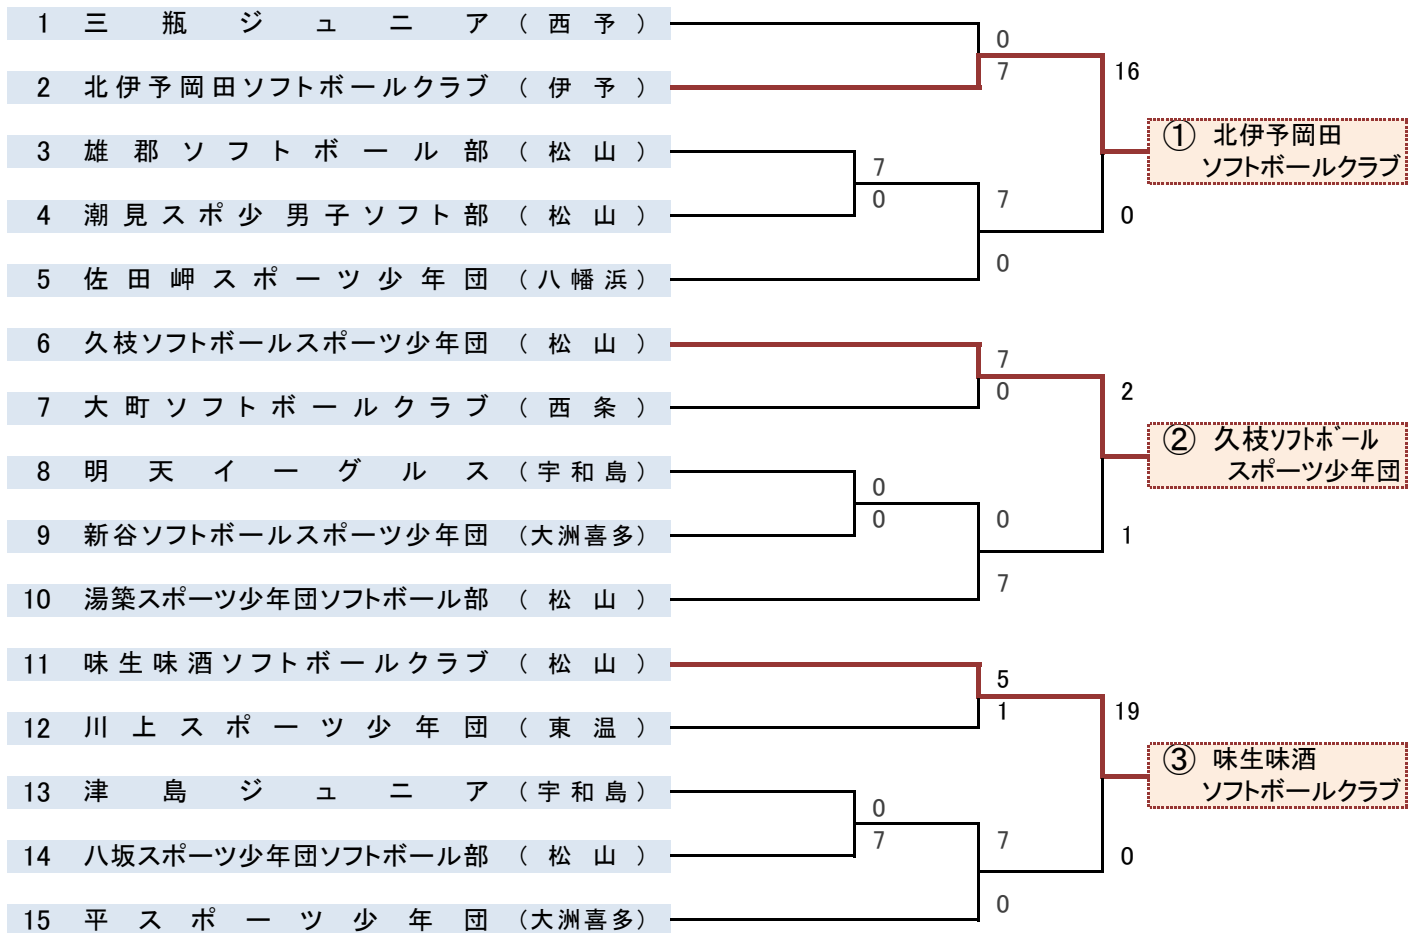 1 三瓶ジュニア (西予)
0
2 北伊予岡田ソフトボールクラブ (伊予)
7
16
① 北伊予岡田
ソフトボールクラブ
3 雄郡ソフトボール部 (松山)
7
4 潮見スポ少男子ソフト部 (松山)
0
7
0
5 佐田岬スポーツ少年団 (八幡浜)
0
6 久枝ソフトボールスポーツ少年団 (松山)
7
7 大町ソフトボールクラブ (西条)
0
2
② 久枝ソフトボール
スポーツ少年団
8 明天イーグルス (宇和島)
0
9 新谷ソフトボールスポーツ少年団 (大洲喜多)
0
0
1
10 湯築スポーツ少年団ソフトボール部 (松山)
7
11 味生味酒ソフトボールクラブ (松山)
5
12 川上スポーツ少年団 (東温)
1
19
③ 味生味酒
ソフトボールクラブ
13 津島ジュニア (宇和島)
0
14 八坂スポーツ少年団ソフトボール部 (松山)
7
7
0
15 平スポーツ少年団 (大洲喜多)
0